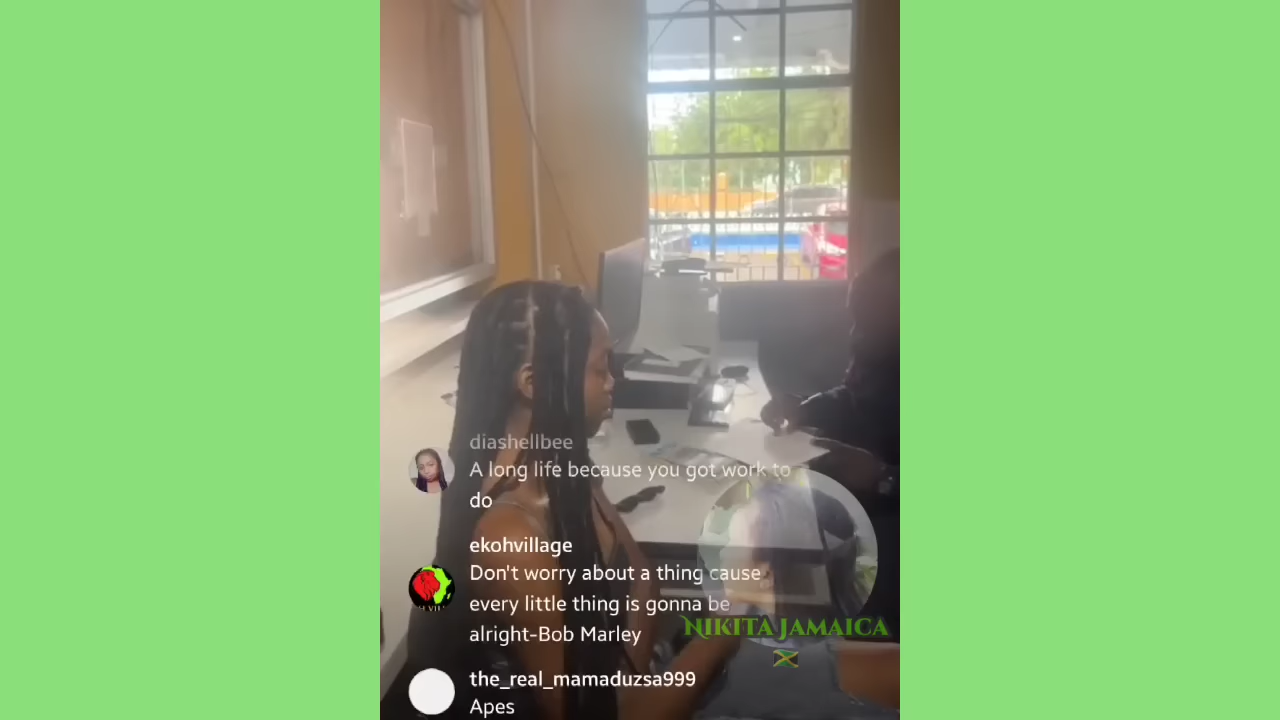 diashellbee
A long life because you got work to
do
ekohvillage
Don't worry about a thing cause
every little thing is gonna be
alright-Bob Marley
NIKITA JAMAICA
the_real_mamaduzsa999
Apes